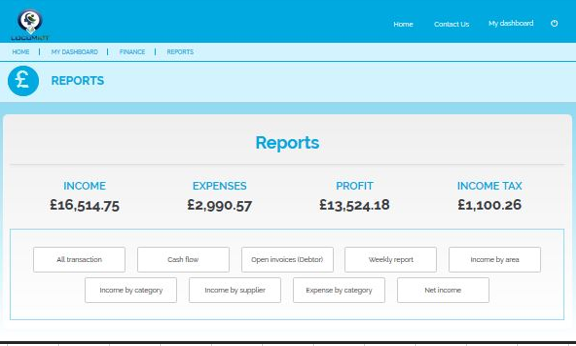 Home Contact Us My dashboard
HOME | MY DASHBOARD | FINANCE | REPORTS
£ REPORTS
Reports
INCOME EXPENSES PROFIT INCOME TAX
£16,514.75 £2,990.57 £13,524.18 £1,100.26
All transaction Cash flow Open invoices (Debtor) Weekly report Income by area
Income by category Income by supplier Expense by category Net income